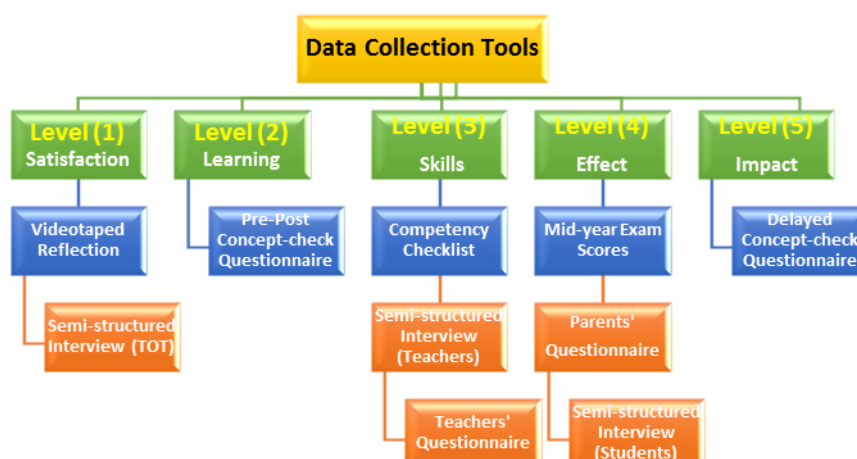 Data Collection Tools
Level (1)
Satisfaction
Level (2)
Learning
Level (3)
Skills
Level (4)
Effect
Level (5)
Impact
Videotaped
Reflection
Pre-Post
Concept-check
Questionnaire
Competency
Checklist
Mid-year Exam
Scores
Delayed
Concept-check
Questionnaire
Semi-structured
Interview (TOT)
Semi-structured
Interview
(Teachers)
Parents'
Questionnaire
Teachers'
Questionnaire
Semi-structured
Interview
(Students)